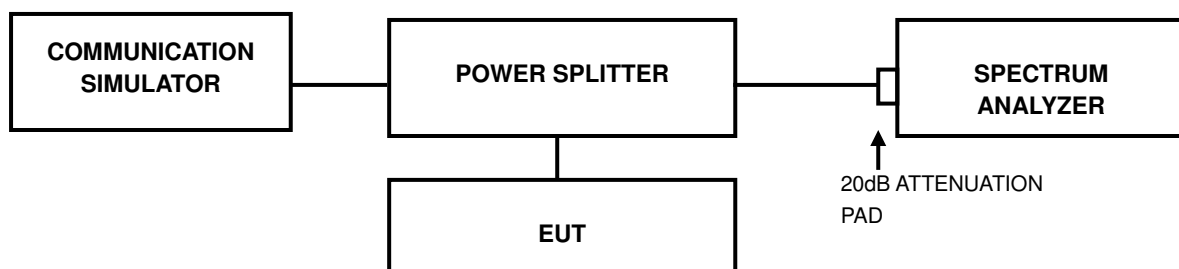 COMMUNICATION
SIMULATOR
POWER SPLITTER
SPECTRUM
ANALYZER
20dB ATTENUATION
PAD
EUT